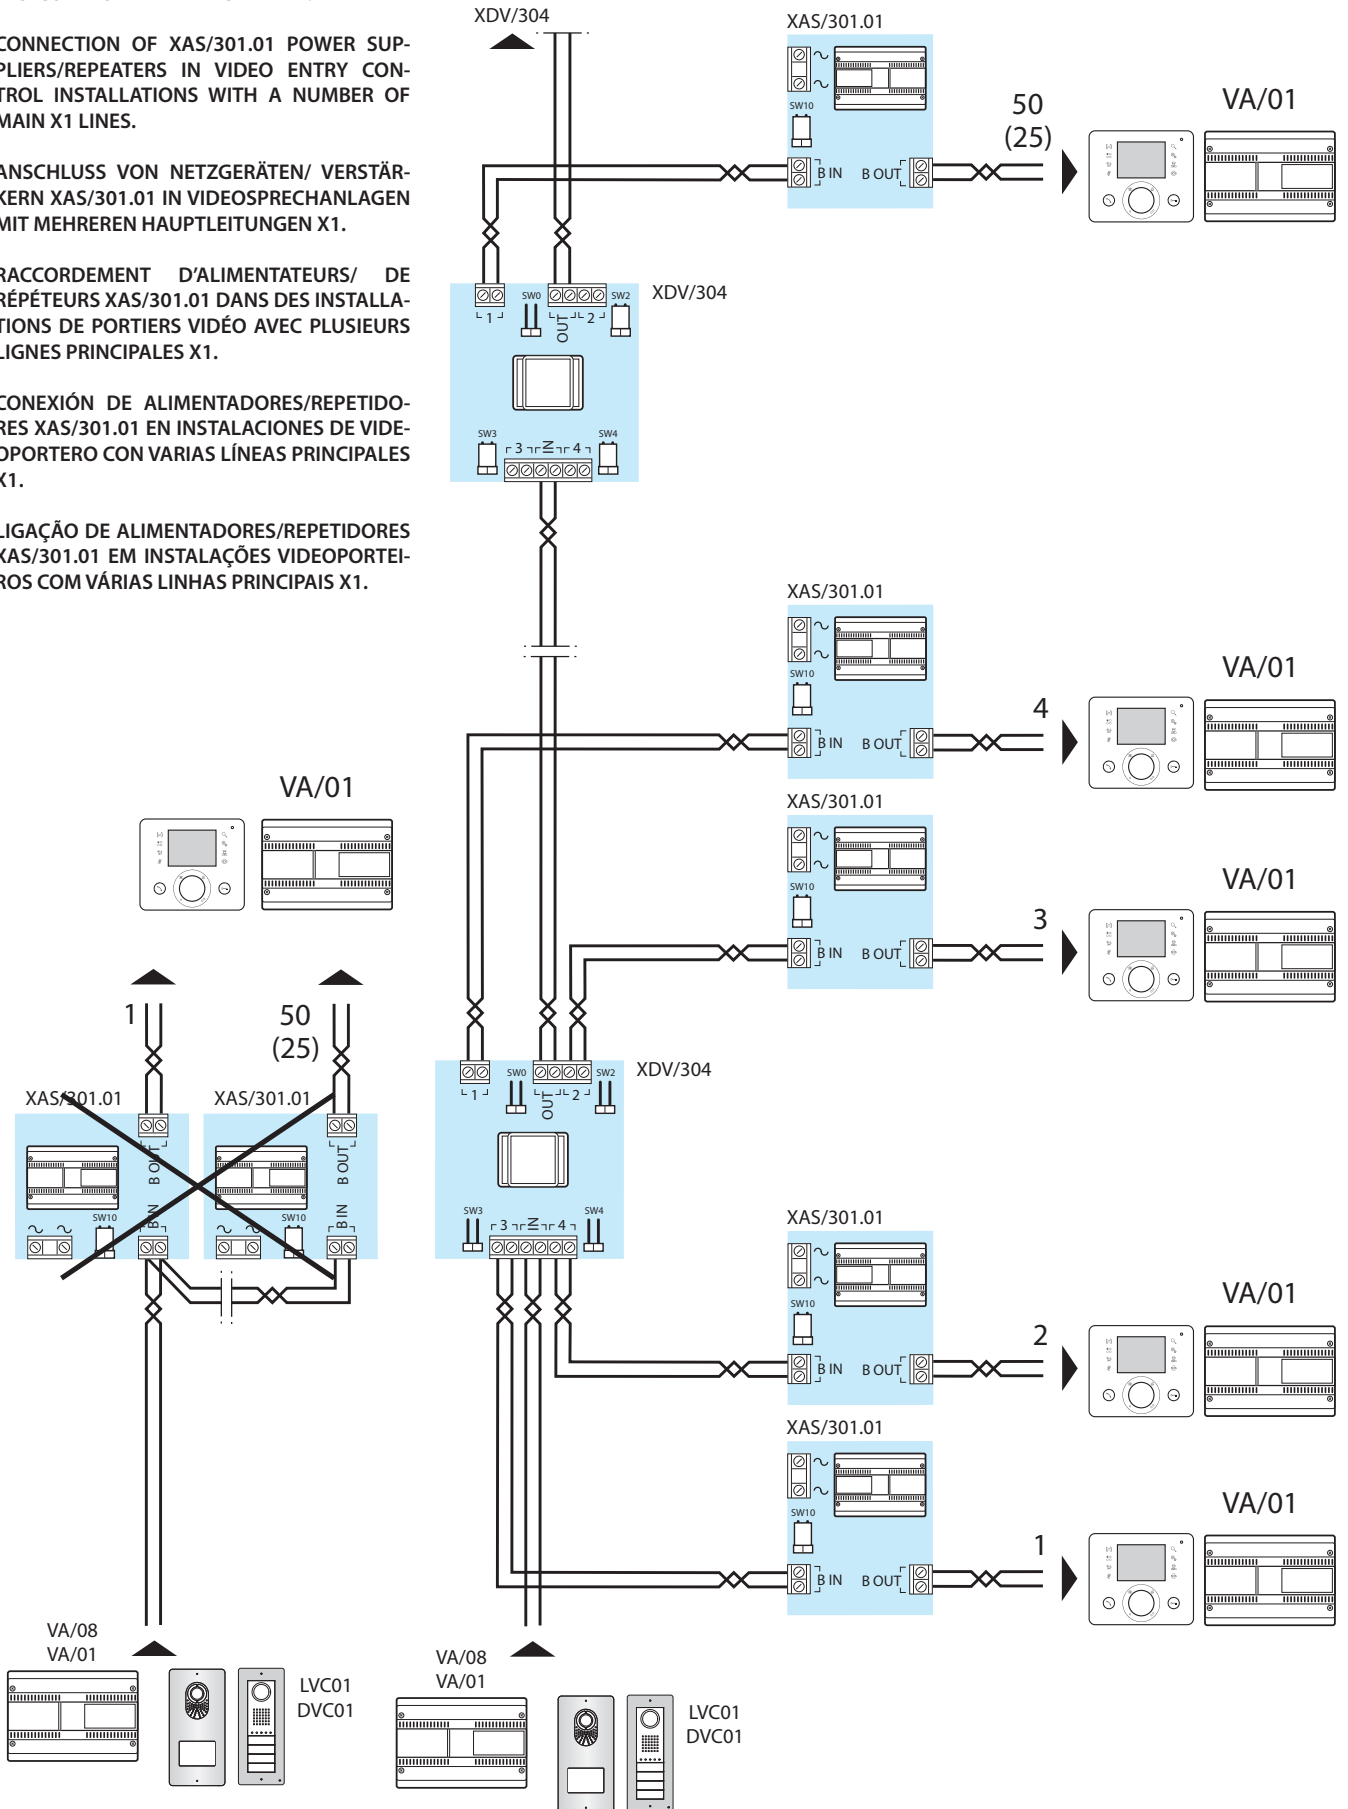 CONNECTION OF XAS/301.01 POWER SUP-
PLIERS/REPEATERS IN VIDEO ENTRY CON-
TROL INSTALLATIONS WITH A NUMBER OF
MAIN X1 LINES.
ANSCHLUSS VON NETZGERÄTEN/ VERSTÄR-
KERN XAS/301.01 IN VIDEOSPRECHANLAGEN
MIT MEHREREN HAUPTLEITUNGEN X1.
RACCORDEMENT D'ALIMENTATEURS/ DE
RÉPÉTEURS XAS/301.01 DANS DES INSTALLA-
TIONS DE PORTIERS VIDÉO AVEC PLUSIEURS
LIGNES PRINCIPALES X1.
CONEXIÓN DE ALIMENTADORES/REPETIDO-
RES XAS/301.01 EN INSTALACIONES DE VIDE-
OPORTERO CON VARIAS LÍNEAS PRINCIPALES
X1.
LIGAÇÃO DE ALIMENTADORES/REPETIDORES
XAS/301.01 EM INSTALAÇÕES VIDEOPORTEI-
ROS COM VÁRIAS LINHAS PRINCIPAIS X1.
XDV/304
XAS/301.01
SW10
B IN B OUT
50
(25)
VA/01
XDV/304
1 SW0 OUT 2 SW2
SW3 3 IN 4 SW4
XAS/301.01
SW10
B IN B OUT
4
VA/01
XAS/301.01
SW10
B IN B OUT
3
VA/01
VA/01
1
50
(25)
XAS/301.01
B OUT
B IN
SW10
XAS/301.01
B OUT
B IN
SW10
XDV/304
1 SW0 OUT 2 SW2
SW3 3 IN 4 SW4
XAS/301.01
SW10
B IN B OUT
2
VA/01
XAS/301.01
SW10
B IN B OUT
1
VA/01
VA/08
VA/01
LVC01
DVC01
VA/08
VA/01
LVC01
DVC01